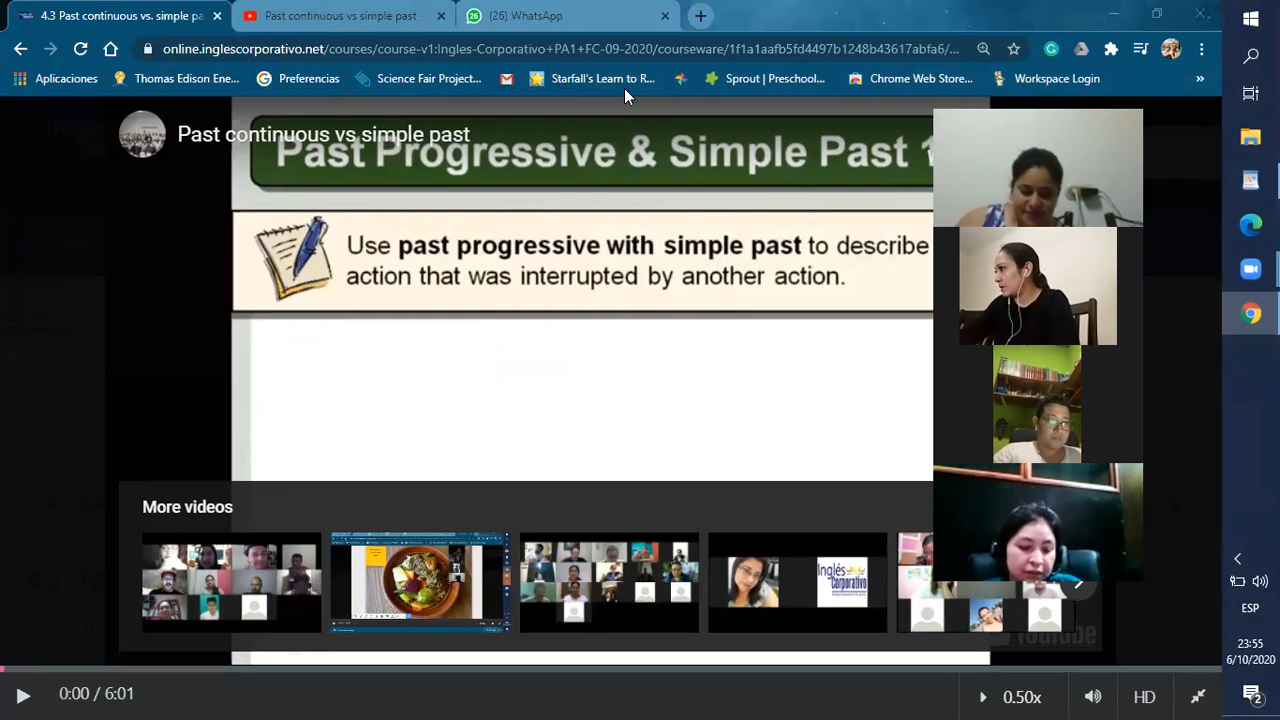 4.3 Past continuous vs. simple pa
Past continuous vs simple past -
(26) WhatsApp
online.inglescorporativo.net/courses/course-v1:Ingles-Corporativo+PA1+FC-09-2020/courseware/1f1a1aafb5fd4497b1248b43617abfa6/...
Aplicaciones
Thomas Edison Ene...
Preferencias
Science Fair Project...
Starfall's Learn to R...
Sprout | Preschool...
Chrome Web Store...
Workspace Login
»
Past continuous vs simple past
Past Progressive & Simple Past 1
Use past progressive with simple past to describe
action that was interrupted by another action.
More videos
Inglés
Corporativo
YouTube
0:00 / 6:01
0.50x
HD
ESP
23:55
6/10/2020
2